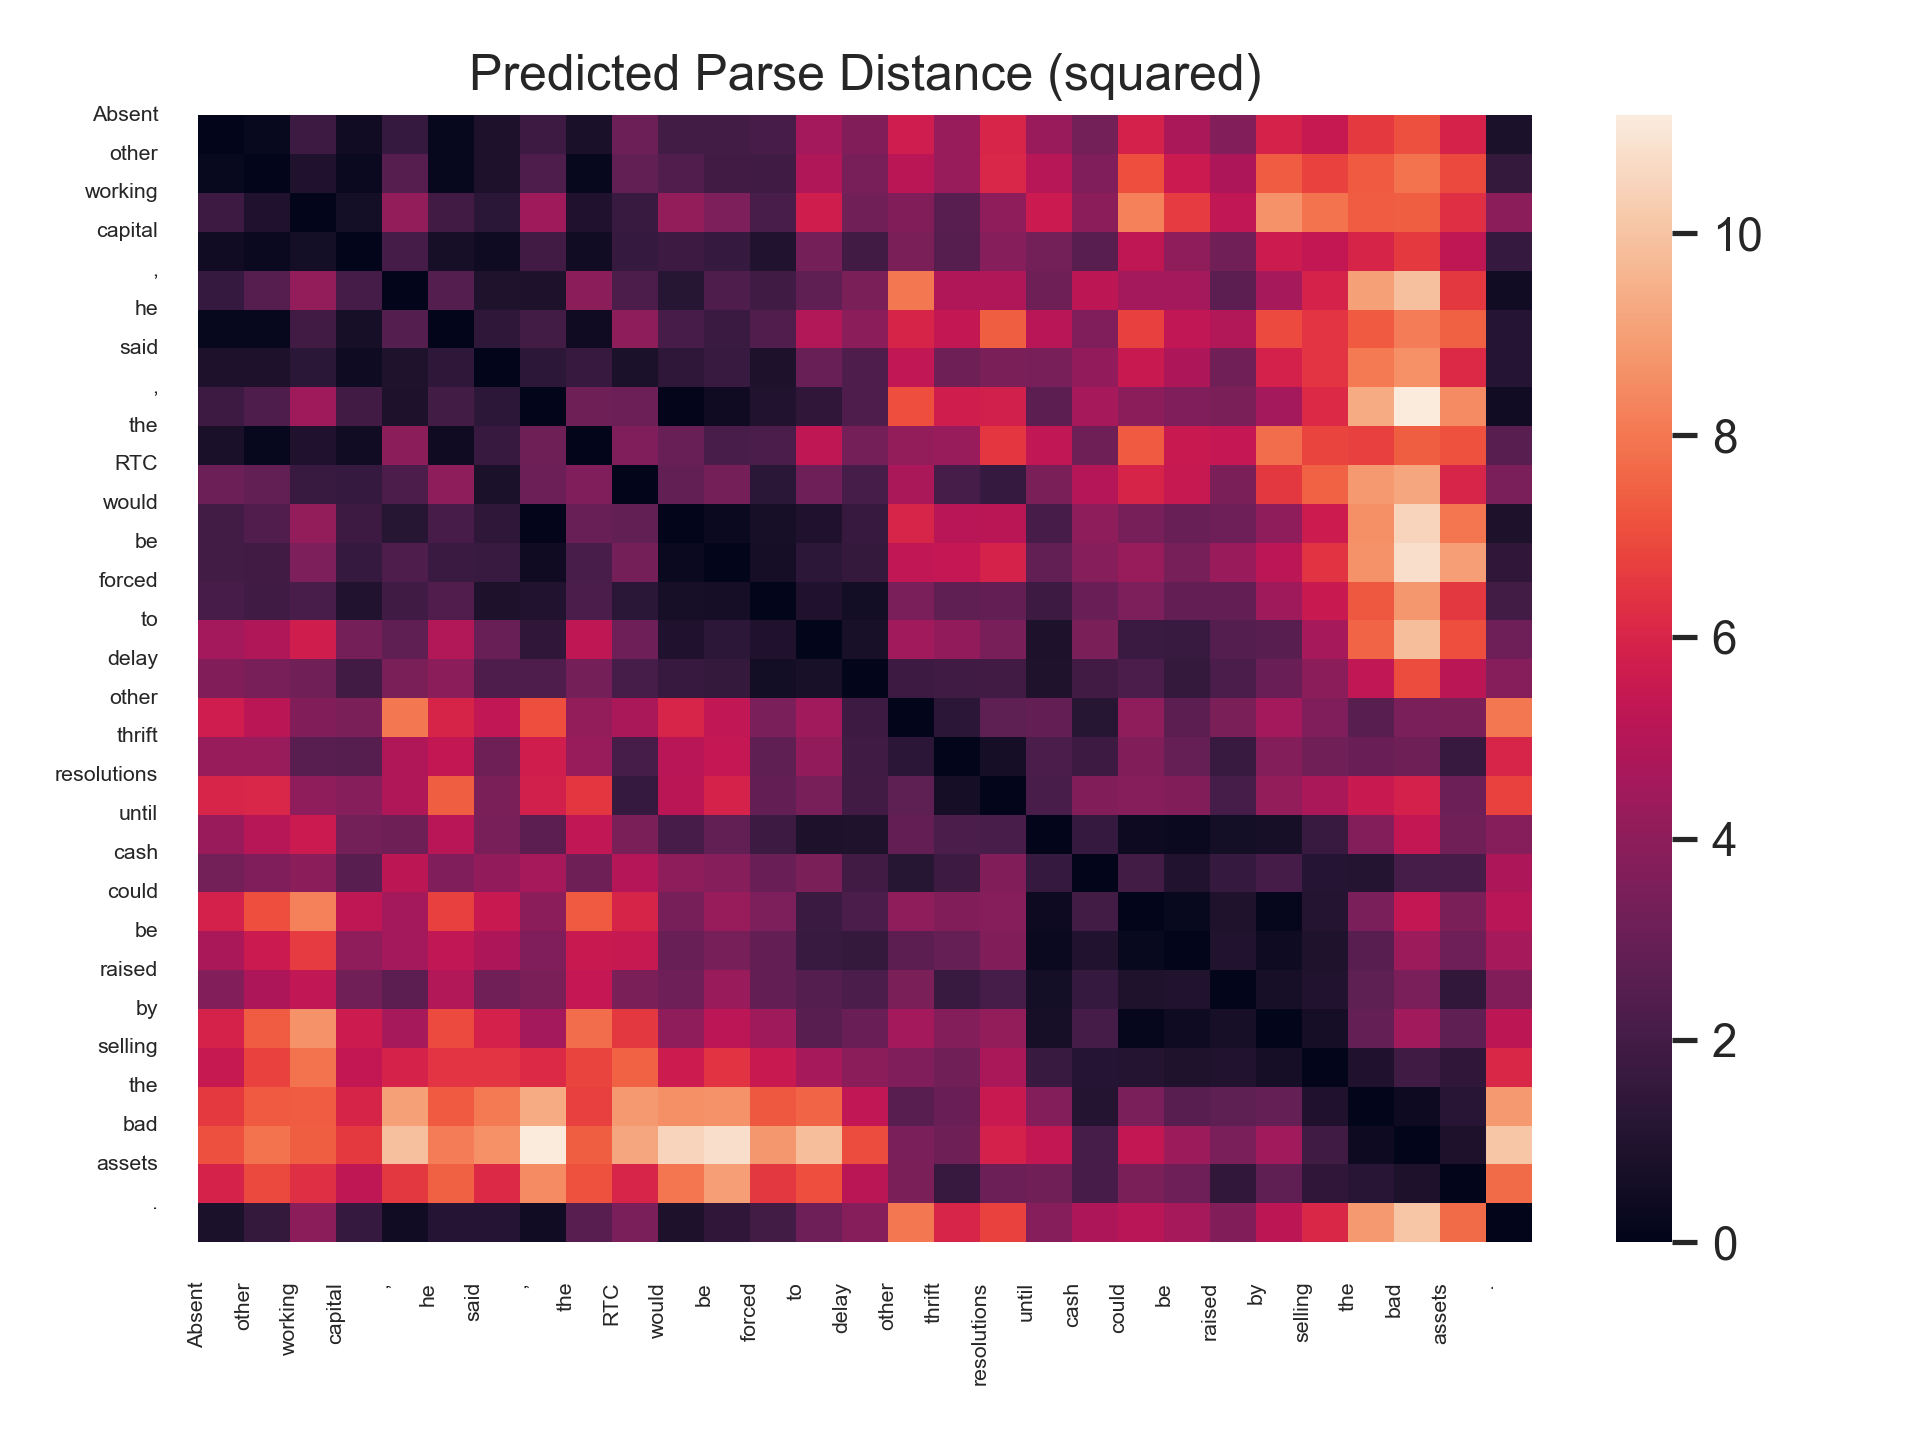 Predicted Parse Distance (squared)
Absent
other
working
capital
,
he
said
,
the
RTC
would
be
forced
to
delay
other
thrift
resolutions
until
cash
could
be
raised
by
selling
the
bad
assets
.
10
8
6
4
2
0
Absent
other
working
capital
,
he
said
,
the
RTC
would
be
forced
to
delay
other
thrift
resolutions
until
cash
could
be
raised
by
selling
the
bad
assets
.